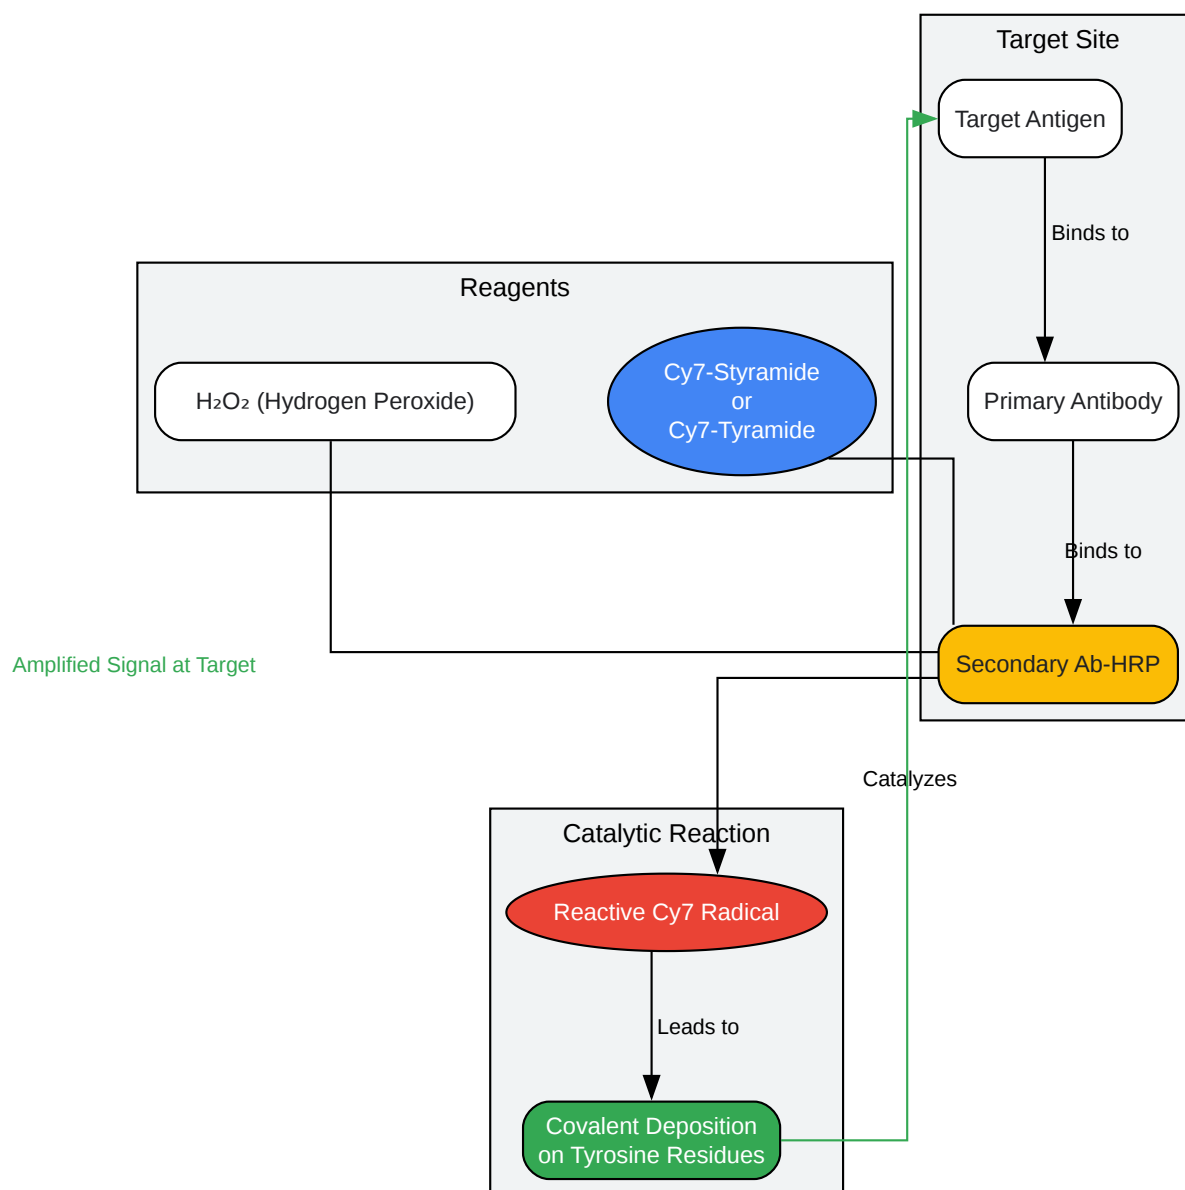 Target Site
Target Antigen
Binds to
Reagents
H₂O₂ (Hydrogen Peroxide)
Cy7-Styramide
or
Cy7-Tyramide
Primary Antibody
Binds to
Amplified Signal at Target
Secondary Ab-HRP
Catalyzes
Catalytic Reaction
Reactive Cy7 Radical
Leads to
Covalent Deposition
on Tyrosine Residues